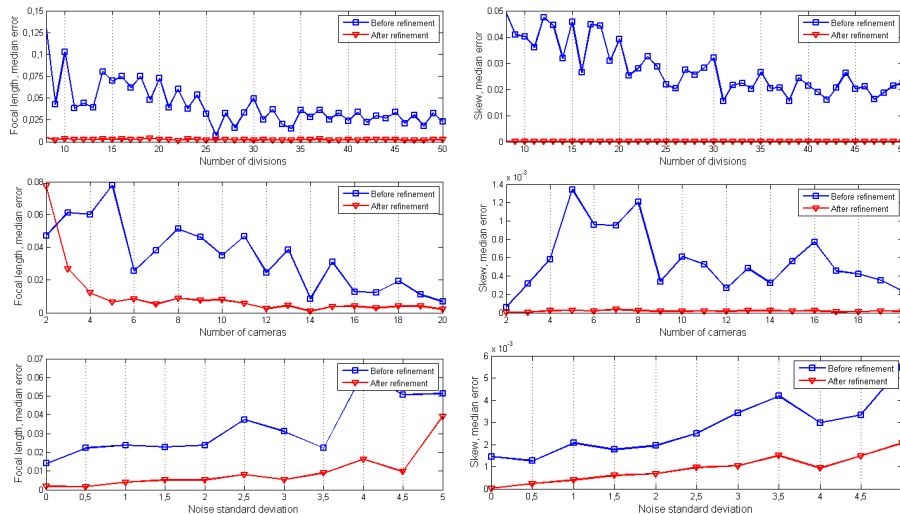 0,15
0,125
0,1
0,075
0,05
0,025
0
Focal length, median error
10 15 20 25 30 35 40 45 50
Number of divisions
Before refinement
After refinement
0.05
0.04
0.03
0.02
0.01
0
Skew, median error
10 15 20 25 30 35 40 45 50
Number of divisions
Before refinement
After refinement
0.08
0.06
0.04
0.02
0
Focal length, median error
2 4 6 8 10 12 14 16 18 20
Number of cameras
Before refinement
After refinement
x 10⁻³
1.4
1.2
1
0.8
0.6
0.4
0.2
0
Skew, median error
2 4 6 8 10 12 14 16 18
Number of cameras
Before refinement
After refinement
0.07
0.06
0.05
0.04
0.03
0.02
0.01
0
Focal length, median error
0 0,5 1 1,5 2 2,5 3 3,5 4 4,5 5
Noise standard deviation
Before refinement
After refinement
x 10⁻³
6
5
4
3
2
1
0
Skew, median error
0 0,5 1 1,5 2 2,5 3 3,5 4 4,5
Noise standard deviation
Before refinement
After refinement